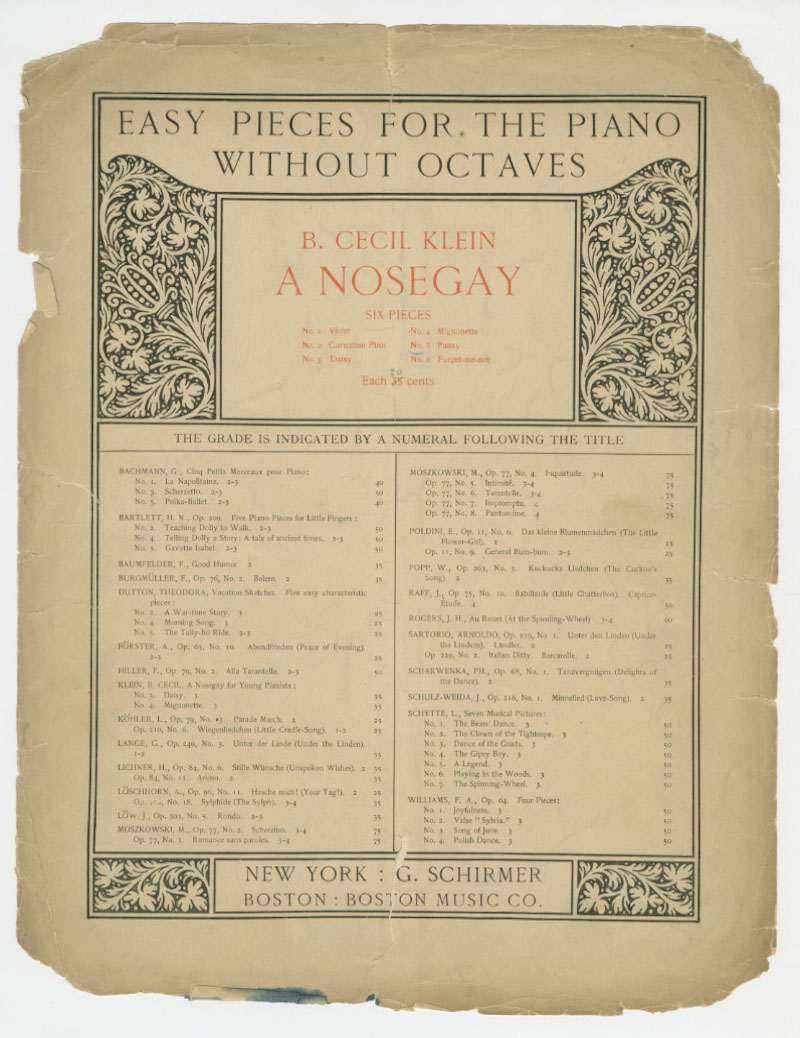 EASY PIECES FOR THE PIANO
WITHOUT OCTAVES
B. CECIL KLEIN
A NOSEGAY
SIX PIECES
No. 1 Violet
No. 2 Carnation Pink
No. 3 Daisy
No. 4 Mignonette
No. 5 Pansy
No. 6 Forget-me-not
Each cents
THE GRADE IS INDICATED BY A NUMERAL FOLLOWING THE TITLE
BACHMANN, G., Cinq Petits Morceaux pour Piano:
No. 1. La Napolitaine. 2-3 40
No. 3. Scherzetto. 2-3 50
No. 5. Polka-Ballet. 2-3 40
BARTLETT, H. N., Op. 209. Five Piano Pieces for Little Fingers:
No. 2. Teaching Dolly to Walk. 2-3 50
No. 4. Telling Dolly a Story: A tale of ancient times. 2-3 50
No. 5. Gavotte Isabel. 2-3 50
BAUMFELDER, F., Good Humor. 2 35
BURGMÜLLER, F., Op. 76, No. 2. Bolero. 2 35
DUTTON, THEODORA, Vacation Sketches. Five easy characteristic
pieces:
No. 2. A War-time Story. 3 25
No. 4. Morning Song. 3 25
No. 5. The Tally-ho Ride. 2-3 25
FÖRSTER, A., Op. 63, No. 10. Abendfrieden (Peace of Evening)
2-3 25
HILLER, F., Op. 79, No. 2. Alla Tarantella. 2-3 50
KLEIN, B. CECIL, A Nosegay for Young Pianists:
No. 3. Daisy. 3 35
No. 4. Mignonette. 3 35
KÖHLER, L., Op. 79, No. Parade March. 2 25
Op. 210, No. 6. Wiegenliedchen (Little Cradle-Song). 1-2 25
LANGE, G., Op. 249, No. 3. Unter der Linde (Under the Linden).
1-2 35
LICHNER, H., Op. 84, No. 6. Stille Wünsche (Unspoken Wishes). 2 35
Op. 84, No. 11. Arioso. 2 35
LÖSCHHORN, A., Op. 96, No. 11. Hasche mich! (Your Tag!). 2 25
Op. No. 18. Sylphide (The Sylph). 3-4 35
LÖW, J., Op. 303, No. 5. Rondo. 2-3 35
MOSZKOWSKI, M., Op. 77, No. 2. Scherzino. 3-4 75
Op. 77, No. 3. Romance sans paroles. 3-4 75
MOSZKOWSKI, M., Op. 77, No. 4. Inquiétude. 3-4 75
Op. 77, No. 5. Intimité. 3-4 75
Op. 77, No. 6. Tarentelle. 3-4 75
Op. 77, No. 7. Impromptu. 4 75
Op. 77, No. 8. Pantomime. 4 75
POLDINI, E., Op. 11, No. 6. Das kleine Blumenmädchen (The Little
Flower-Girl). 2 25
Op. 11, No. 9. General Bum-bum. 2-3 25
POPP, W., Op. 265, No. 3. Kuckucks Liedchen (The Cuckoo's
Song). 2 35
RAFF, J., Op. 75, No. 10. Babillarde (Little Chatterbox). Caprice-
Étude. 4 50
ROGERS, J. H., Au Rouet (At the Spinning-Wheel) 3-4 60
SARTORIO, ARNOLDO, Op. 229, No. 1. Unter den Linden (Under
the Lindens). Ländler. 2 25
Op. 229, No. 2. Italian Ditty. Barcarolle. 2 25
SCHARWENKA, PH., Op. 68, No. 1. Tanzvergnügen (Delights of
the Dance). 2 35
SCHULZ-WEIDA, J., Op. 216, No. 1. Minnelied (Love-Song). 2 35
SCHYTTE, L., Seven Musical Pictures:
No. 1. The Bears' Dance. 3 50
No. 2. The Clown of the Tightrope. 3 50
No. 3. Dance of the Gnats. 3 50
No. 4. The Gipsy Boy. 3 50
No. 5. A Legend. 3 50
No. 6. Playing in the Woods. 3 50
No. 7. The Spinning-Wheel. 3 50
WILLIAMS, F. A., Op. 64. Four Pieces:
No. 1. Joyfulness. 3 50
No. 2. Valse "Sylvia." 3 50
No. 3. Song of June. 3 50
No. 4. Polish Dance. 3 50
NEW YORK : G. SCHIRMER
BOSTON : BOSTON MUSIC CO.